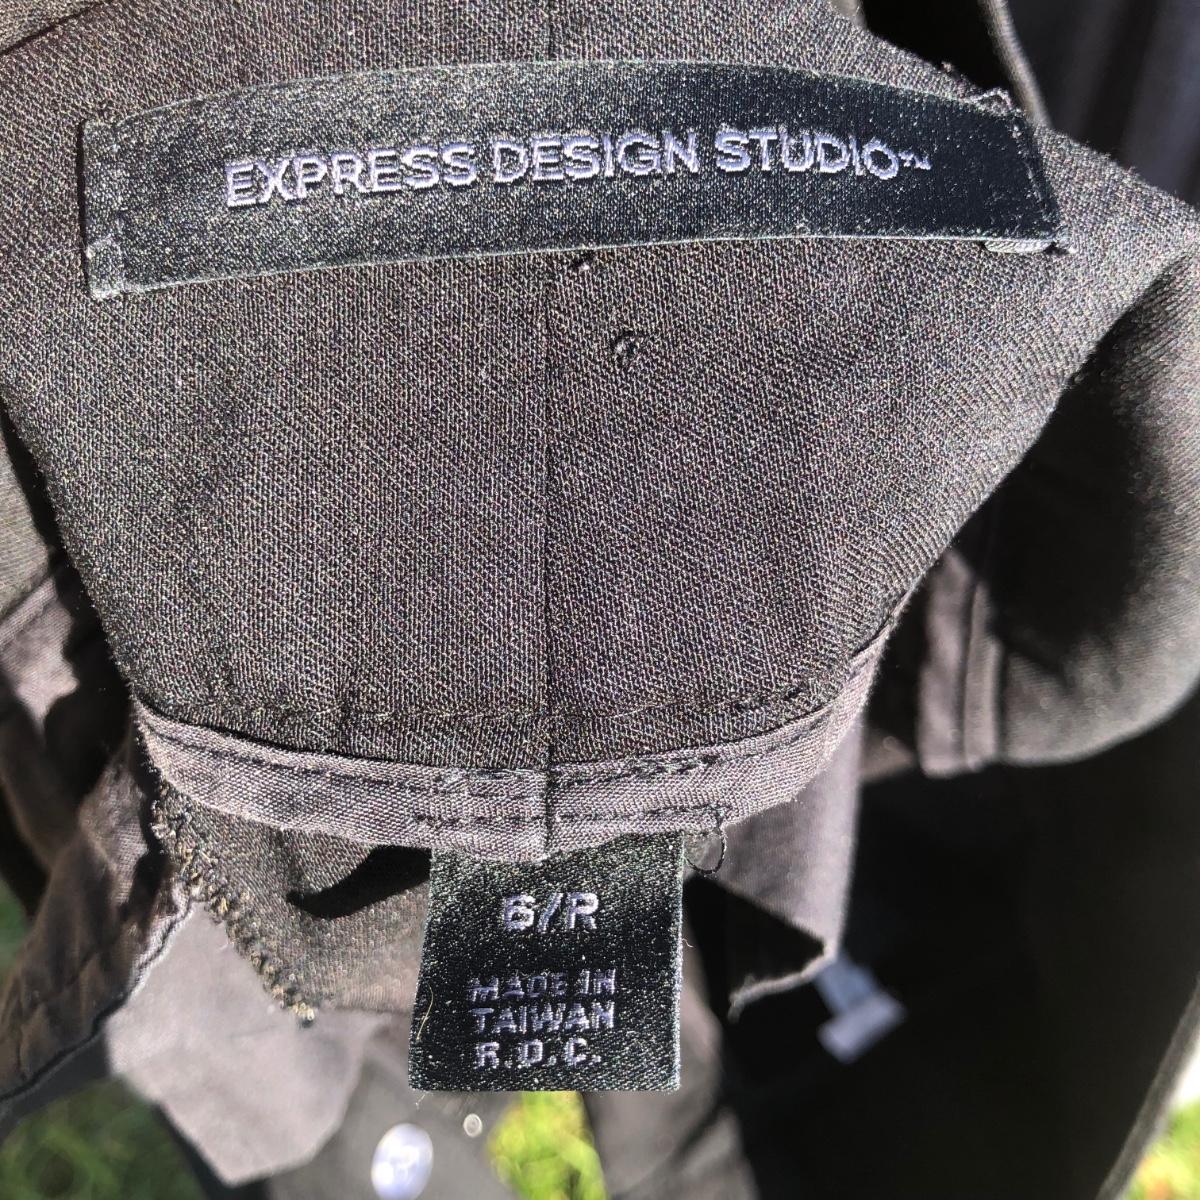 EXPRESS DESIGN STUDIO™
6/R
MADE IN
TAIWAN
R.O.C.